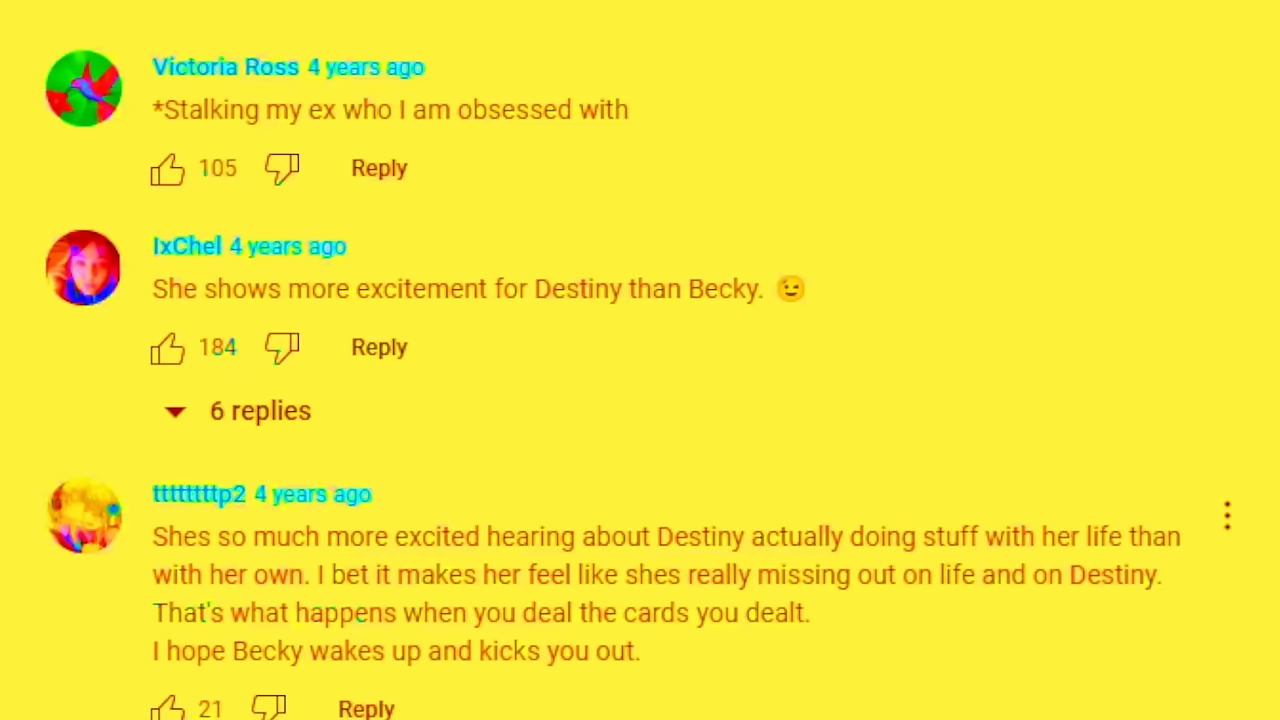 Victoria Ross 4 years ago
*Stalking my ex who I am obsessed with
105 Reply
IxChel 4 years ago
She shows more excitement for Destiny than Becky. 😉
184 Reply
6 replies
ttttttttp2 4 years ago
Shes so much more excited hearing about Destiny actually doing stuff with her life than
with her own. I bet it makes her feel like shes really missing out on life and on Destiny.
That's what happens when you deal the cards you dealt.
I hope Becky wakes up and kicks you out.
21 Reply